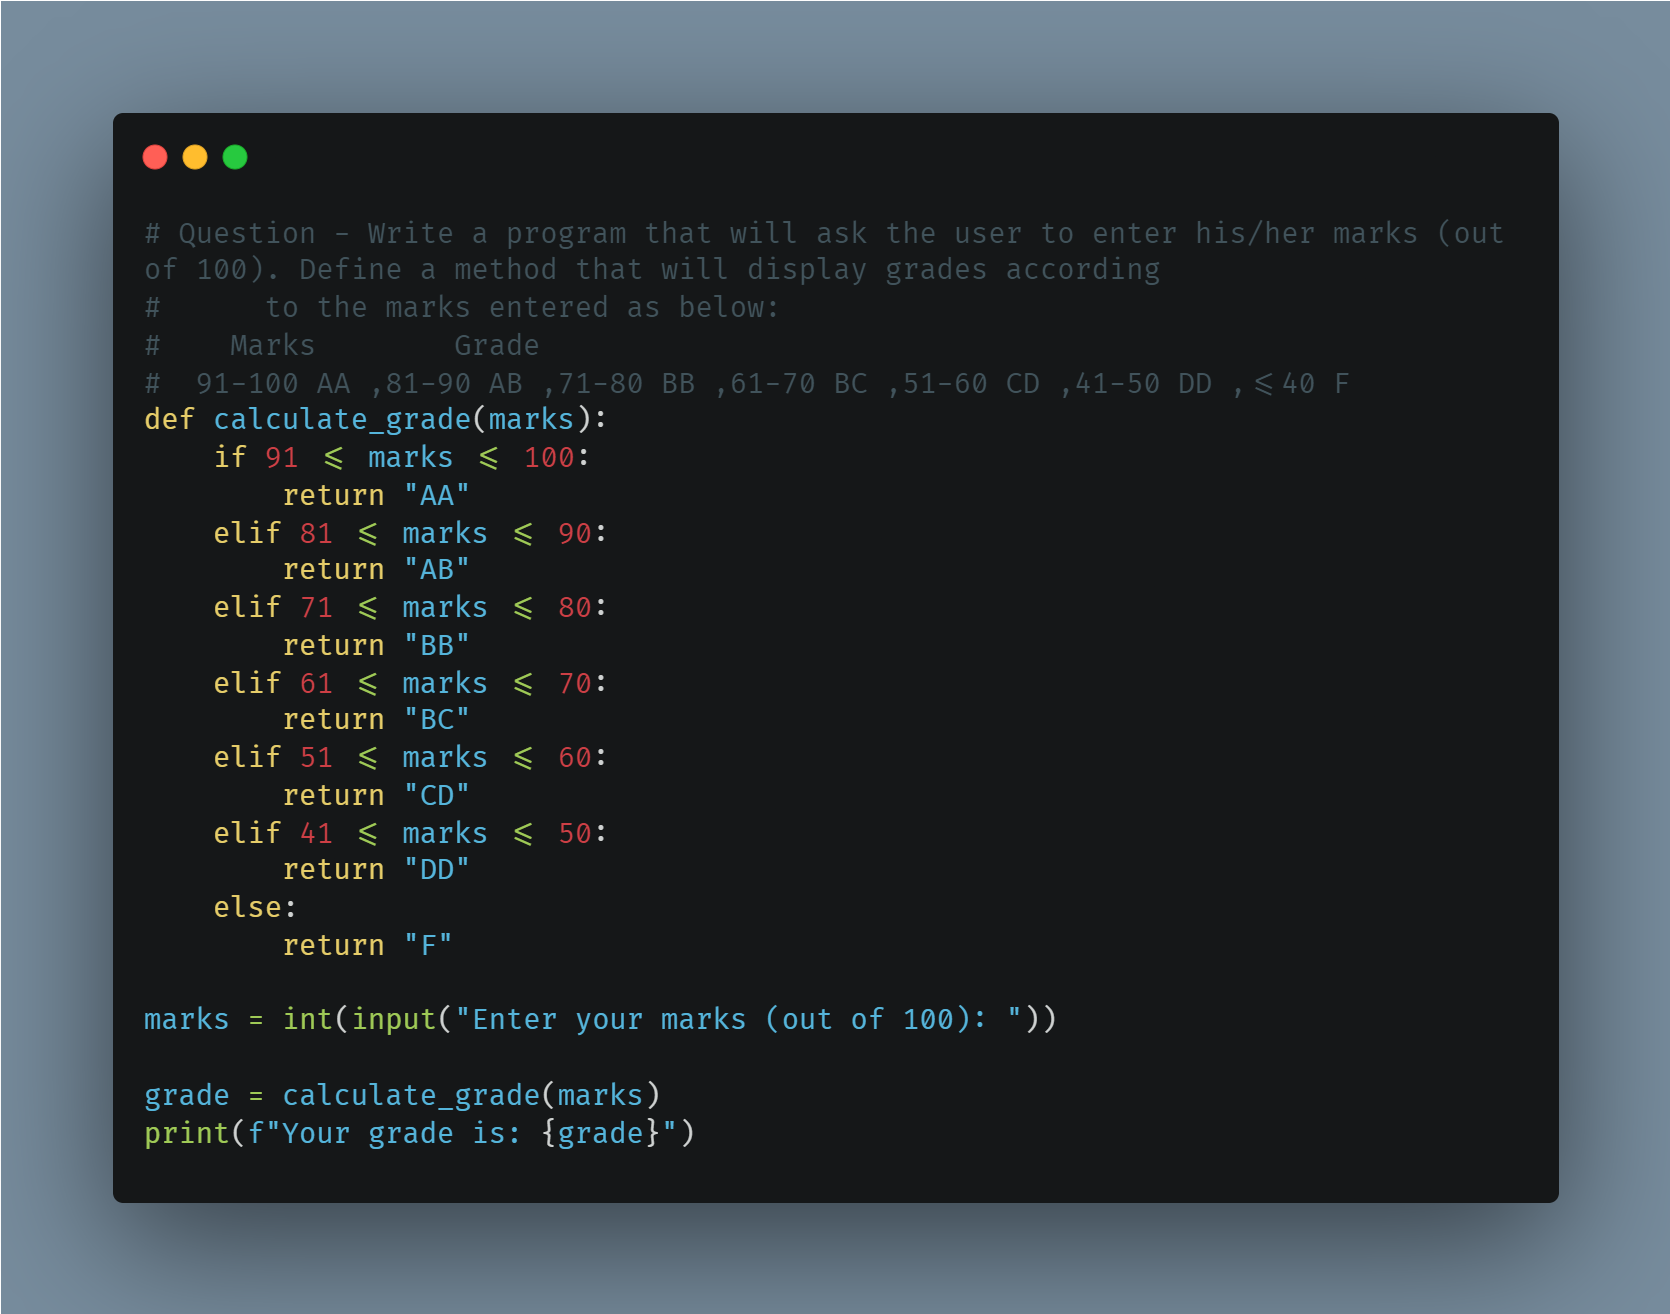 # Question - Write a program that will ask the user to enter his/her marks (out
of 100). Define a method that will display grades according
#      to the marks entered as below:
#    Marks        Grade
#  91-100 AA ,81-90 AB ,71-80 BB ,61-70 BC ,51-60 CD ,41-50 DD ,<=40 F
def calculate_grade(marks):
    if 91 <= marks <= 100:
        return "AA"
    elif 81 <= marks <= 90:
        return "AB"
    elif 71 <= marks <= 80:
        return "BB"
    elif 61 <= marks <= 70:
        return "BC"
    elif 51 <= marks <= 60:
        return "CD"
    elif 41 <= marks <= 50:
        return "DD"
    else:
        return "F"

marks = int(input("Enter your marks (out of 100): "))

grade = calculate_grade(marks)
print(f"Your grade is: {grade}")